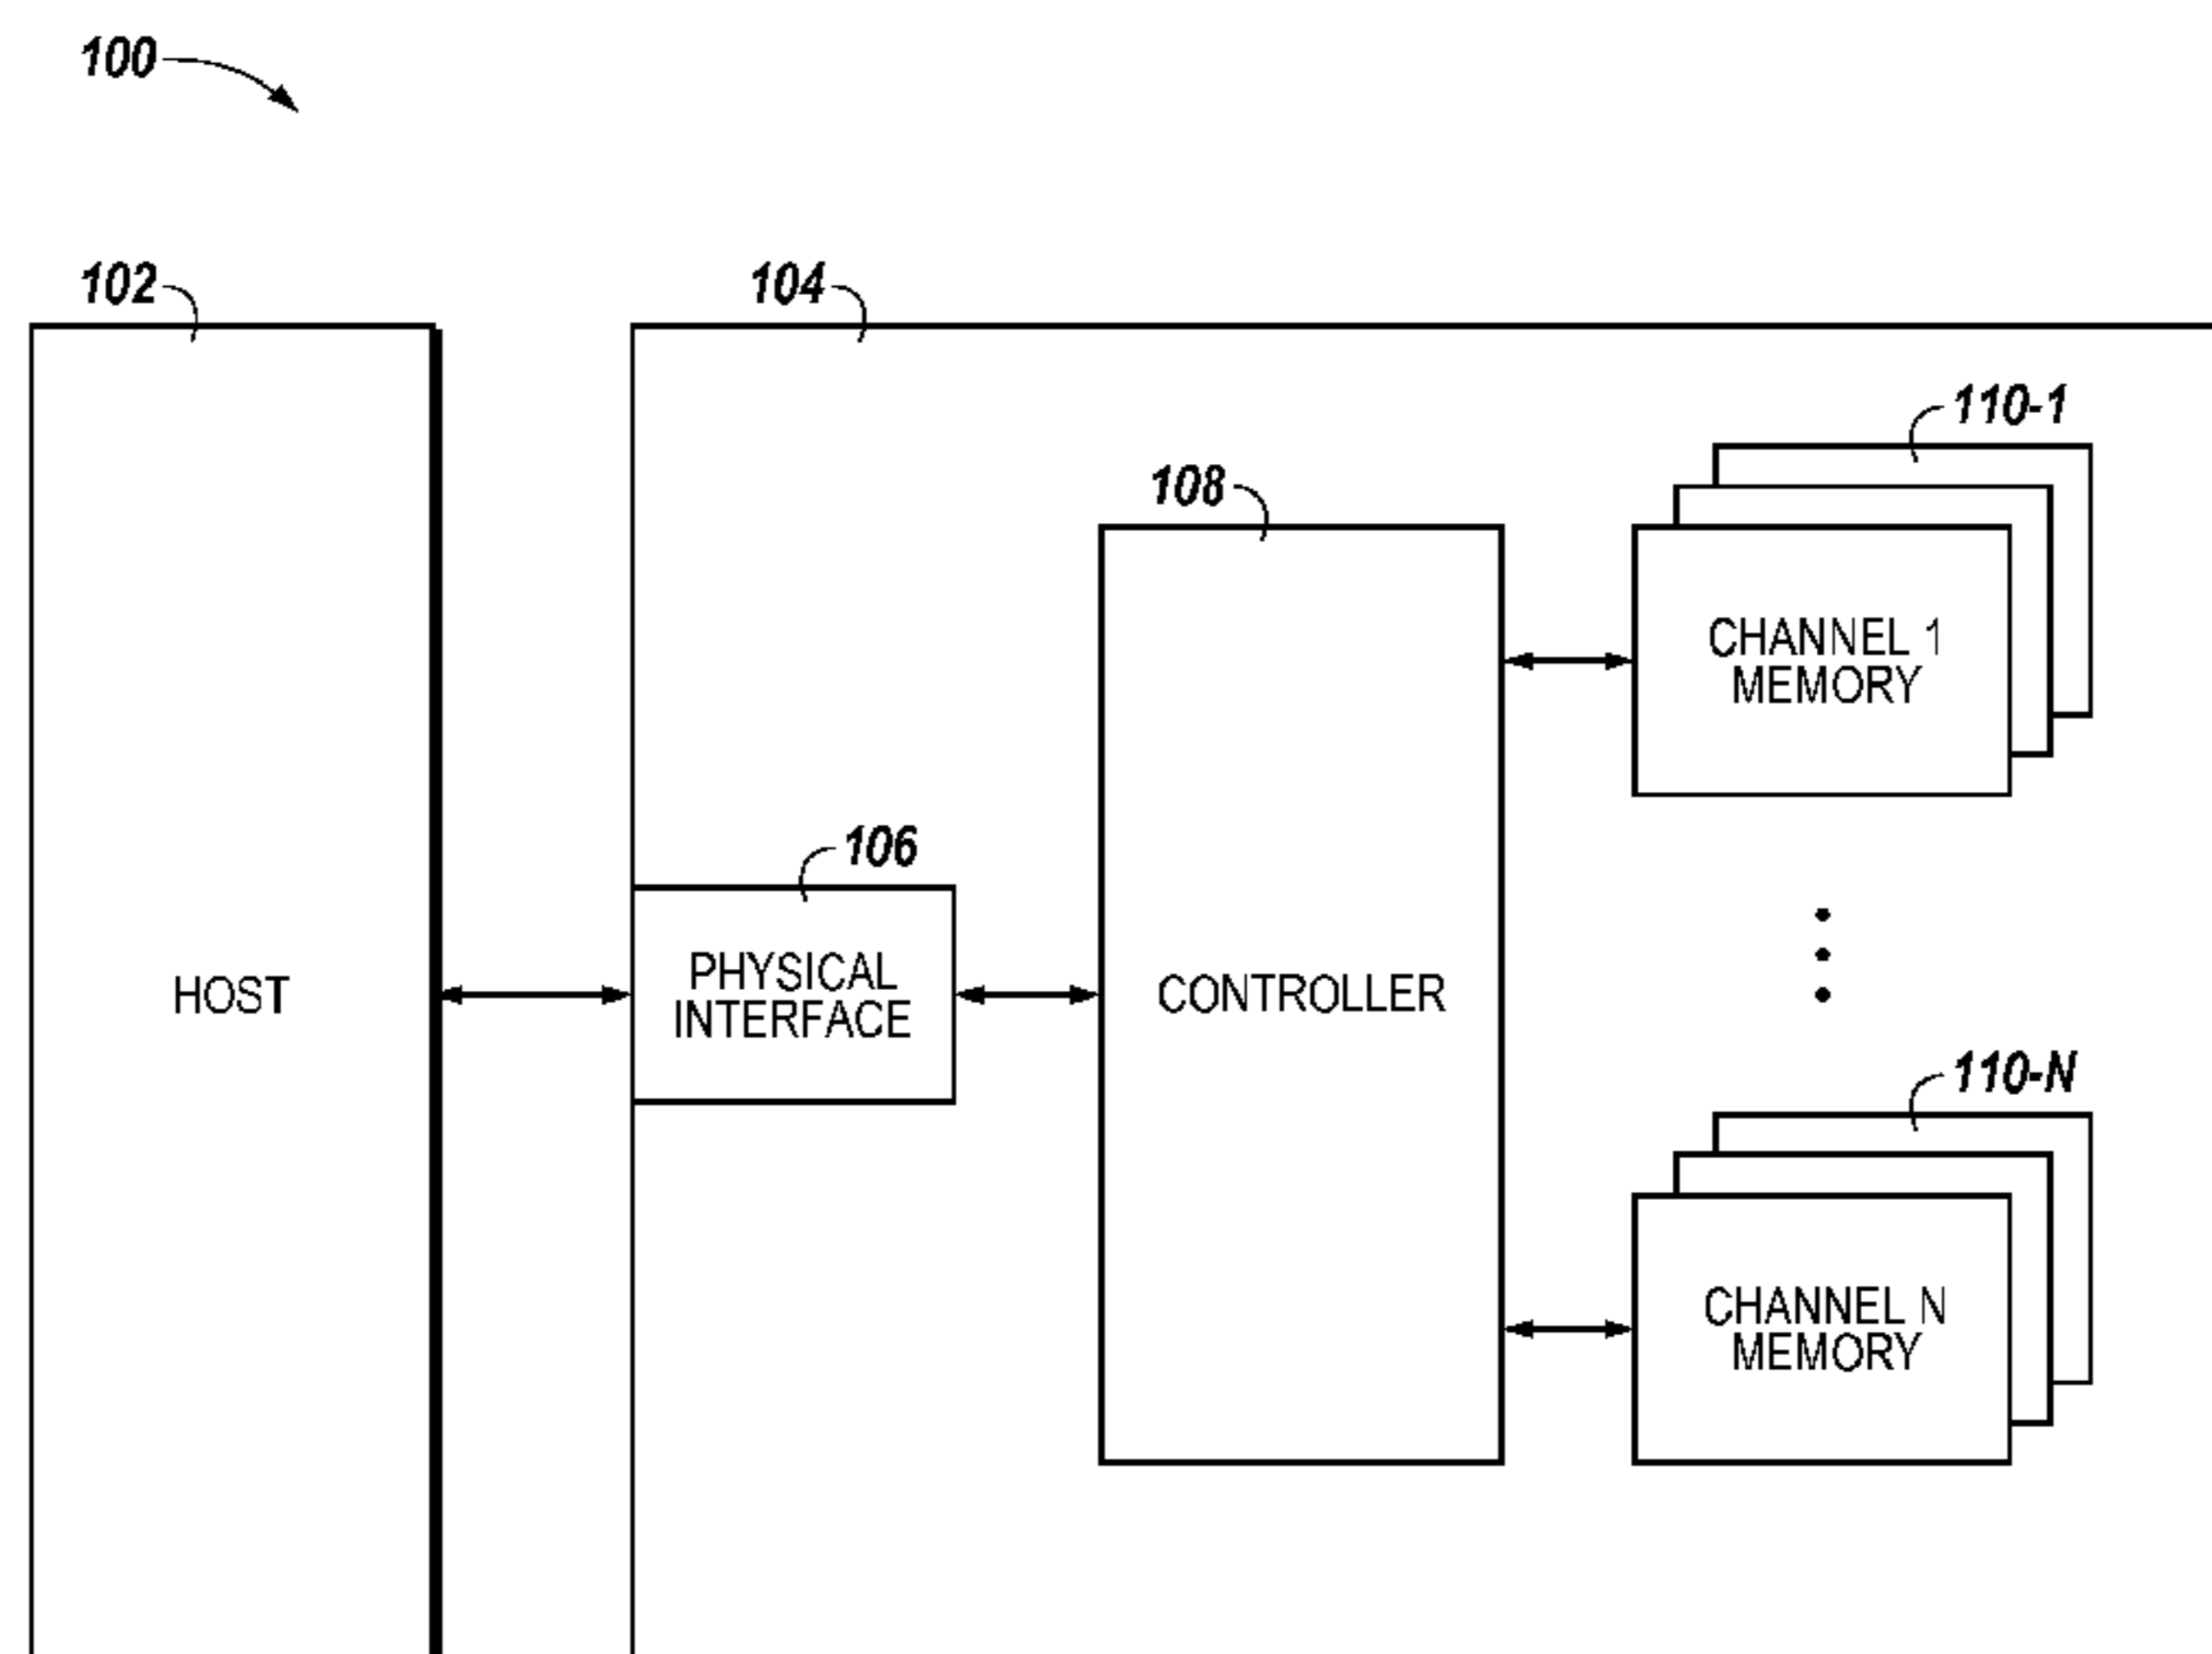 100
102
104
110-1
108
CHANNEL 1
MEMORY
106
PHYSICAL
INTERFACE
HOST
CONTROLLER
110-N
CHANNEL N
MEMORY